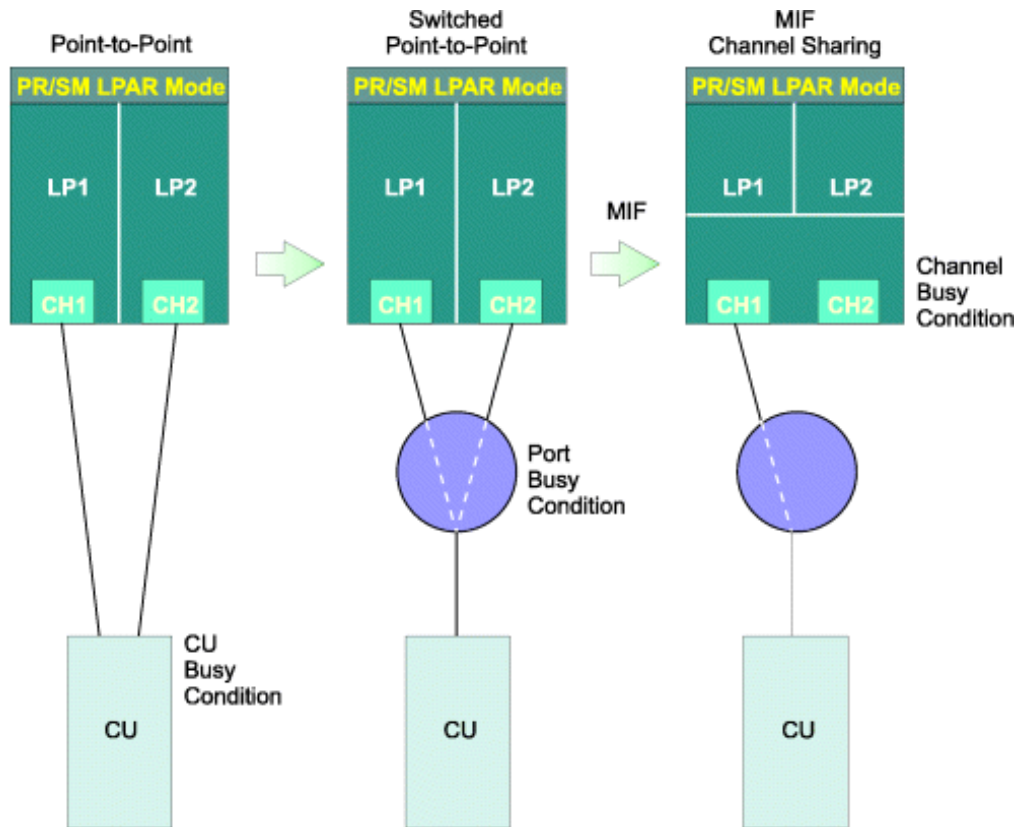 Point-to-Point
PR/SM LPAR Mode
LP1
LP2
CH1
CH2
CU
Busy
Condition
CU
Switched
Point-to-Point
PR/SM LPAR Mode
LP1
LP2
CH1
CH2
Port
Busy
Condition
CU
MIF
MIF
Channel Sharing
PR/SM LPAR Mode
LP1
LP2
CH1
CH2
Channel
Busy
Condition
CU